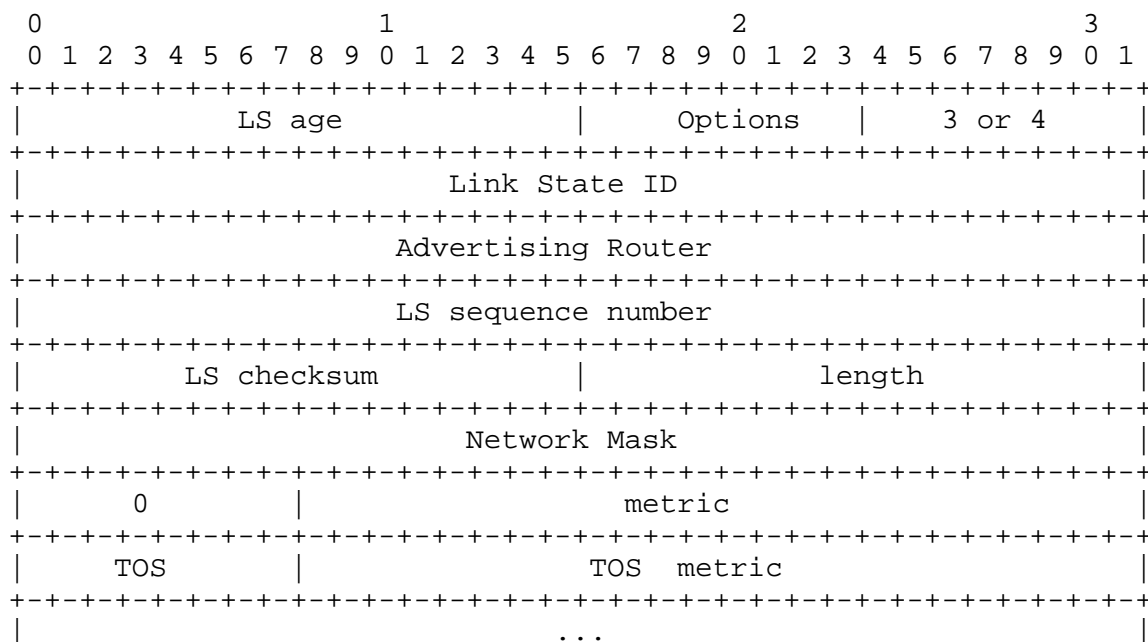 0                   1                   2                   3
 0 1 2 3 4 5 6 7 8 9 0 1 2 3 4 5 6 7 8 9 0 1 2 3 4 5 6 7 8 9 0 1
+-+-+-+-+-+-+-+-+-+-+-+-+-+-+-+-+-+-+-+-+-+-+-+-+-+-+-+-+-+-+-+-+
|            LS age             |     Options   |    3 or 4     |
+-+-+-+-+-+-+-+-+-+-+-+-+-+-+-+-+-+-+-+-+-+-+-+-+-+-+-+-+-+-+-+-+
|                        Link State ID                          |
+-+-+-+-+-+-+-+-+-+-+-+-+-+-+-+-+-+-+-+-+-+-+-+-+-+-+-+-+-+-+-+-+
|                     Advertising Router                        |
+-+-+-+-+-+-+-+-+-+-+-+-+-+-+-+-+-+-+-+-+-+-+-+-+-+-+-+-+-+-+-+-+
|                     LS sequence number                        |
+-+-+-+-+-+-+-+-+-+-+-+-+-+-+-+-+-+-+-+-+-+-+-+-+-+-+-+-+-+-+-+-+
|         LS checksum           |             length            |
+-+-+-+-+-+-+-+-+-+-+-+-+-+-+-+-+-+-+-+-+-+-+-+-+-+-+-+-+-+-+-+-+
|                         Network Mask                          |
+-+-+-+-+-+-+-+-+-+-+-+-+-+-+-+-+-+-+-+-+-+-+-+-+-+-+-+-+-+-+-+-+
|      0        |                  metric                       |
+-+-+-+-+-+-+-+-+-+-+-+-+-+-+-+-+-+-+-+-+-+-+-+-+-+-+-+-+-+-+-+-+
|     TOS       |                TOS  metric                    |
+-+-+-+-+-+-+-+-+-+-+-+-+-+-+-+-+-+-+-+-+-+-+-+-+-+-+-+-+-+-+-+-+
|                              ...                              |